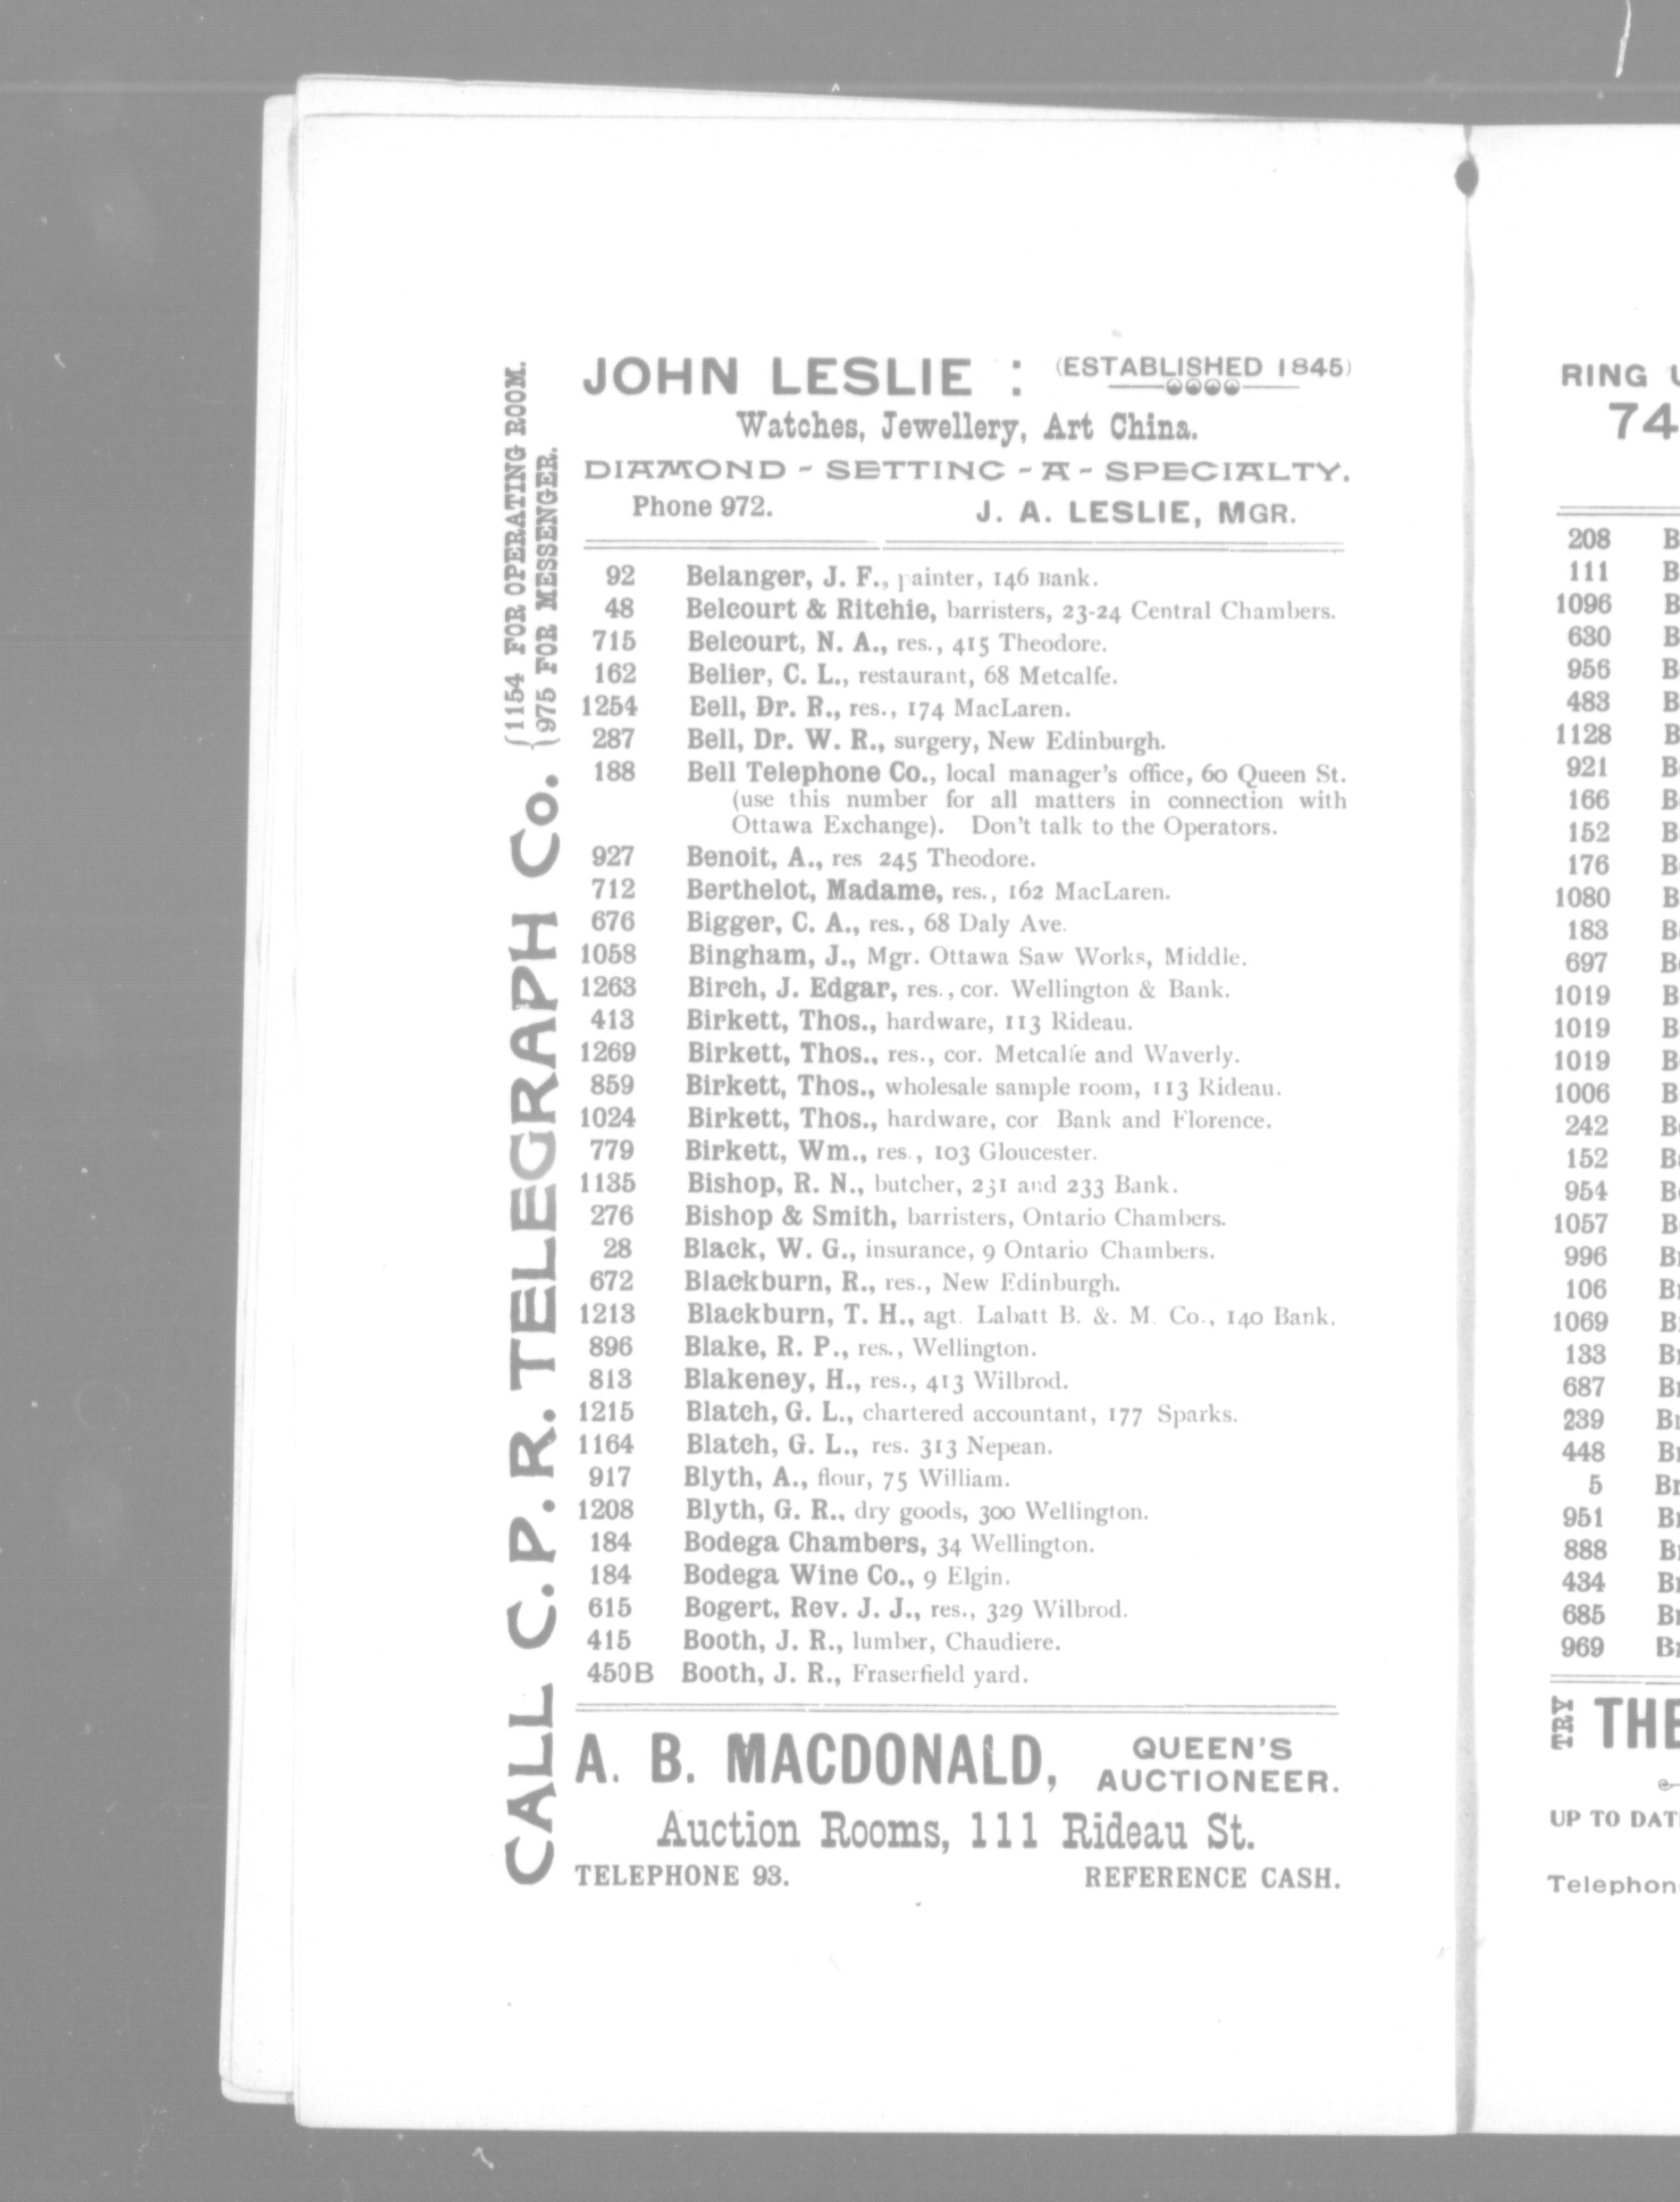 JOHN LESLIE : (ESTABLISHED 1845)
Watches, Jewellery, Art China.
DIAMOND - SETTING - A - SPECIALTY.
Phone 972. J. A. LESLIE, MGR.
CALL C. P. R. TELEGRAPH Co. {1154 FOR OPERATING ROOM.
{975 FOR MESSENGER.
92 Belanger, J. F., painter, 146 Bank.
48 Belcourt & Ritchie, barristers, 23-24 Central Chambers.
715 Belcourt, N. A., res., 415 Theodore.
162 Belier, C. L., restaurant, 68 Metcalfe.
1254 Bell, Dr. R., res., 174 MacLaren.
287 Bell, Dr. W. R., surgery, New Edinburgh.
188 Bell Telephone Co., local manager's office, 60 Queen St.
(use this number for all matters in connection with
Ottawa Exchange). Don't talk to the Operators.
927 Benoit, A., res 245 Theodore.
712 Berthelot, Madame, res., 162 MacLaren.
676 Bigger, C. A., res., 68 Daly Ave.
1058 Bingham, J., Mgr. Ottawa Saw Works, Middle.
1263 Birch, J. Edgar, res., cor. Wellington & Bank.
413 Birkett, Thos., hardware, 113 Rideau.
1269 Birkett, Thos., res., cor. Metcalfe and Waverly.
859 Birkett, Thos., wholesale sample room, 113 Rideau.
1024 Birkett, Thos., hardware, cor. Bank and Florence.
779 Birkett, Wm., res., 103 Gloucester.
1135 Bishop, R. N., butcher, 231 and 233 Bank.
276 Bishop & Smith, barristers, Ontario Chambers.
28 Black, W. G., insurance, 9 Ontario Chambers.
672 Blackburn, R., res., New Edinburgh.
1213 Blackburn, T. H., agt. Labatt B. &. M. Co., 140 Bank.
896 Blake, R. P., res., Wellington.
813 Blakeney, H., res., 413 Wilbrod.
1215 Blatch, G. L., chartered accountant, 177 Sparks.
1164 Blatch, G. L., res. 313 Nepean.
917 Blyth, A., flour, 75 William.
1208 Blyth, G. R., dry goods, 300 Wellington.
184 Bodega Chambers, 34 Wellington.
184 Bodega Wine Co., 9 Elgin.
615 Bogert, Rev. J. J., res., 329 Wilbrod.
415 Booth, J. R., lumber, Chaudiere.
450B Booth, J. R., Fraserfield yard.
A. B. MACDONALD, QUEEN'S
AUCTIONEER.
Auction Rooms, 111 Rideau St.
TELEPHONE 93. REFERENCE CASH.
RING
74
208 B
111 B
1096 B
630 B
956 B
483 B
1128 B
921 B
166 B
152 B
176 B
1080 B
183 B
697 B
1019 B
1019 B
1019 B
1006 B
242 B
152 B
954 B
1057 B
996 B
106 B
1069 B
133 B
687 B
239 B
448 B
5 Br
951 B
888 B
434 B
685 B
969 B
TRY THE
UP TO DAT
Telephon